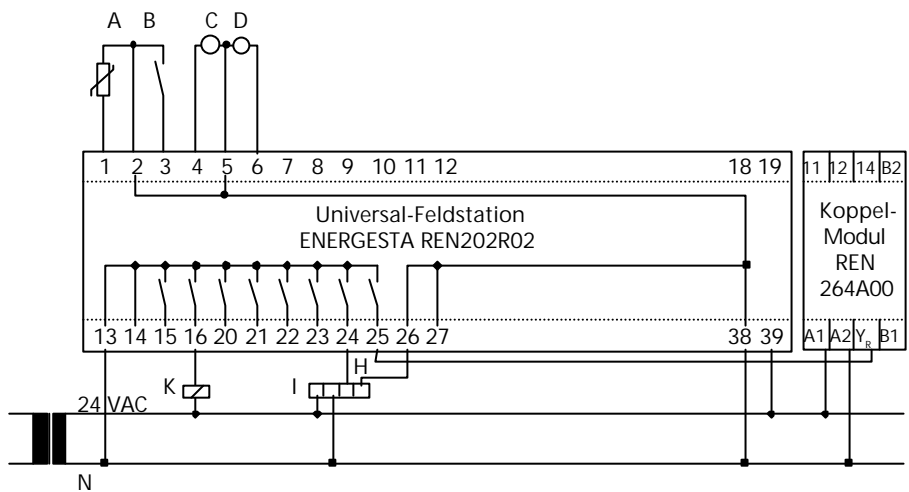 A B C D
1 2 3 4 5 6 7 8 9 10 11 12 18 19
11 12 14 B2
Universal-Feldstation
ENERGESTA REN202R02
Koppel-
Modul
REN
264A00
13 14 15 16 20 21 22 23 24 25 26 27 38 39
A1 A2 YR B1
K I H
24 VAC
N